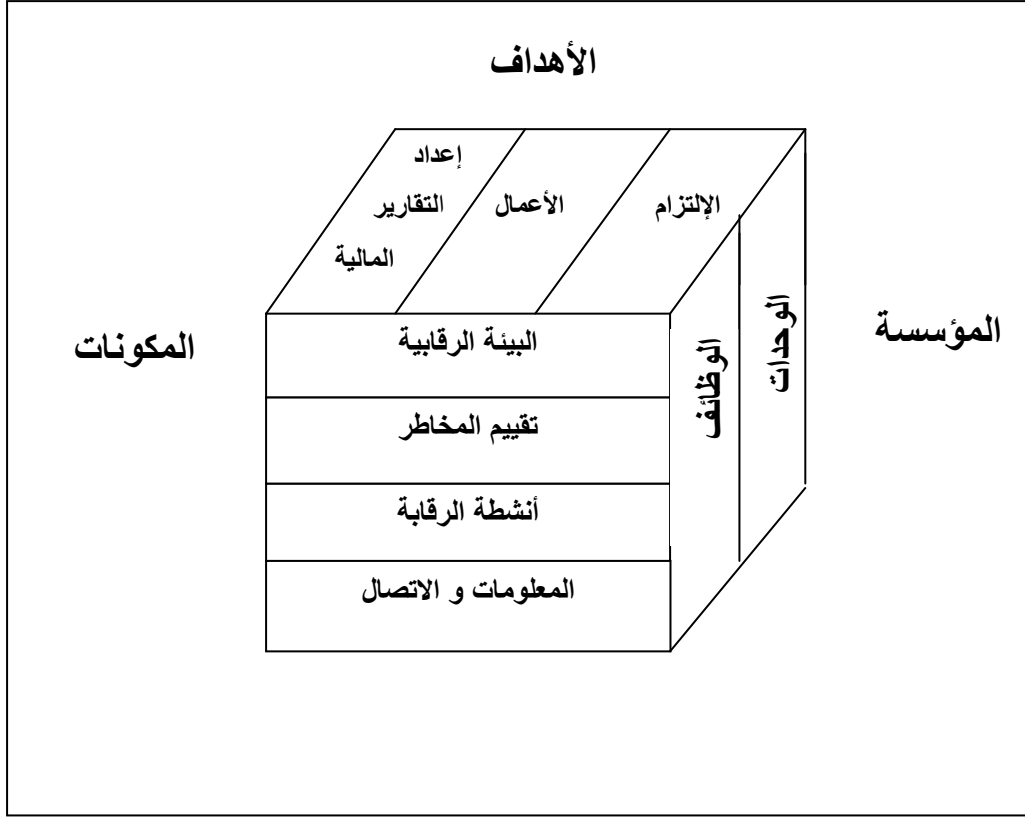 الأهداف
إعداد
التقارير
المالية
الأعمال
الإلتزام
المؤسسة
المكونات
الوحدات
الوظائف
البيئة الرقابية
تقييم المخاطر
أنشطة الرقابة
المعلومات و الاتصال